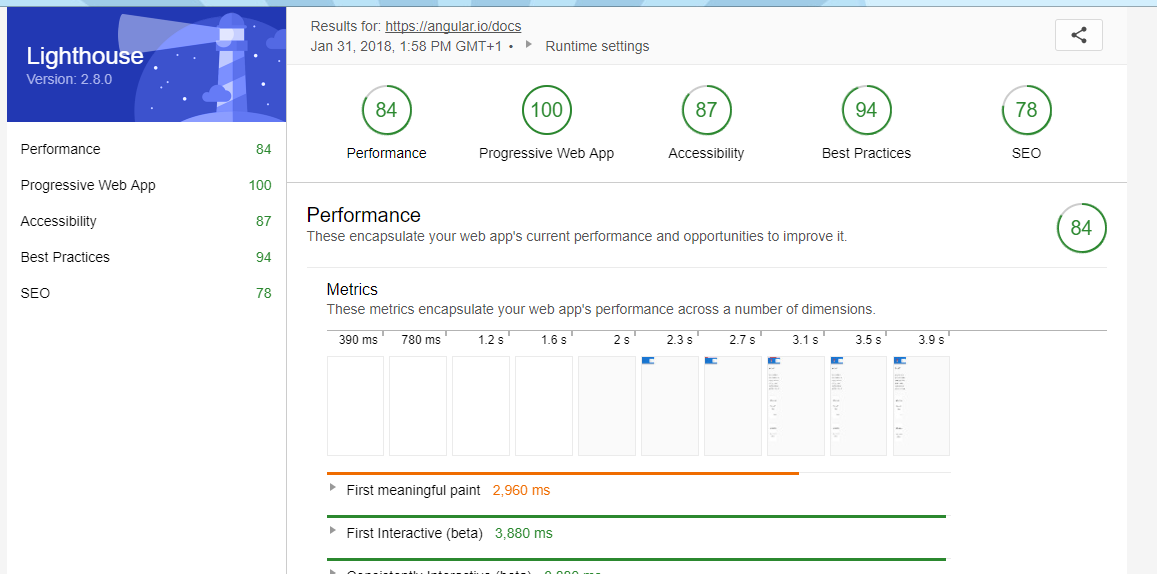 Lighthouse
Version: 2.8.0
Performance 84
Progressive Web App 100
Accessibility 87
Best Practices 94
SEO 78
Results for: https://angular.io/docs
Jan 31, 2018, 1:58 PM GMT+1 • Runtime settings
84 100 87 94 78
Performance Progressive Web App Accessibility Best Practices SEO
Performance
These encapsulate your web app's current performance and opportunities to improve it.
84
Metrics
These metrics encapsulate your web app's performance across a number of dimensions.
390 ms 780 ms 1.2 s 1.6 s 2 s 2.3 s 2.7 s 3.1 s 3.5 s 3.9 s
First meaningful paint 2,960 ms
First Interactive (beta) 3,880 ms
Consistently Interactive (beta)